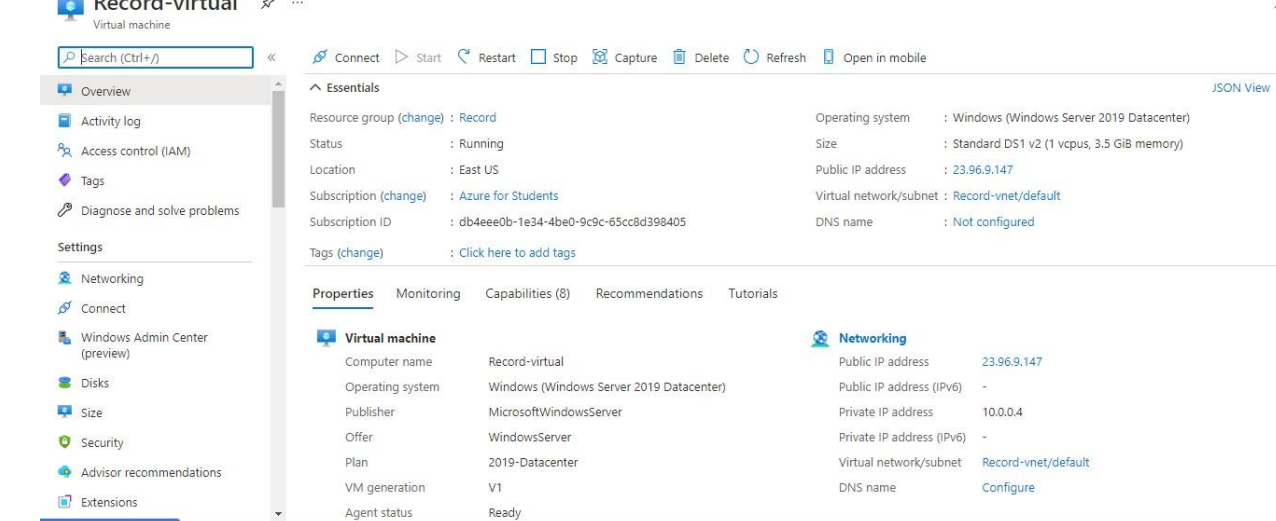 Record-virtual
Virtual machine
Search (Ctrl+/)
Connect Start Restart Stop Capture Delete Refresh Open in mobile
Overview
Activity log
Access control (IAM)
Tags
Diagnose and solve problems
Settings
Networking
Connect
Windows Admin Center
(preview)
Disks
Size
Security
Advisor recommendations
Extensions
Essentials
JSON View
Resource group (change) : Record
Status : Running
Location : East US
Subscription (change) : Azure for Students
Subscription ID : db4eee0b-1e34-4be0-9c9c-65cc8d398405
Tags (change) : Click here to add tags
Operating system : Windows (Windows Server 2019 Datacenter)
Size : Standard DS1 v2 (1 vcpus, 3.5 GiB memory)
Public IP address : 23.96.9.147
Virtual network/subnet : Record-vnet/default
DNS name : Not configured
Properties Monitoring Capabilities (8) Recommendations Tutorials
Virtual machine
Computer name Record-virtual
Operating system Windows (Windows Server 2019 Datacenter)
Publisher MicrosoftWindowsServer
Offer WindowsServer
Plan 2019-Datacenter
VM generation V1
Agent status Ready
Networking
Public IP address 23.96.9.147
Public IP address (IPv6) -
Private IP address 10.0.0.4
Private IP address (IPv6) -
Virtual network/subnet Record-vnet/default
DNS name Configure